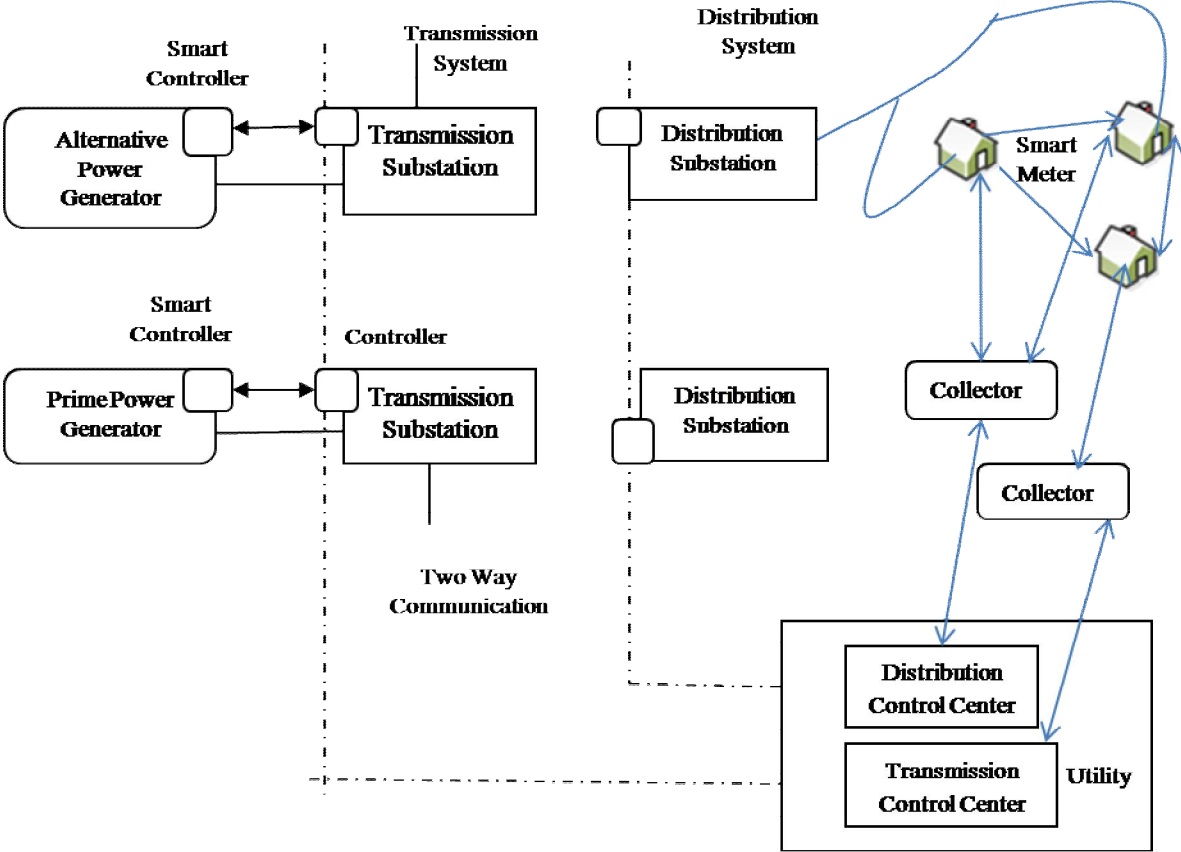 Smart
Controller
Transmission
System
Distribution
System
Alternative
Power
Generator
Transmission
Substation
Distribution
Substation
Smart
Meter
Smart
Controller
Controller
Prime Power
Generator
Transmission
Substation
Distribution
Substation
Collector
Collector
Two Way
Communication
Distribution
Control Center
Transmission
Control Center
Utility